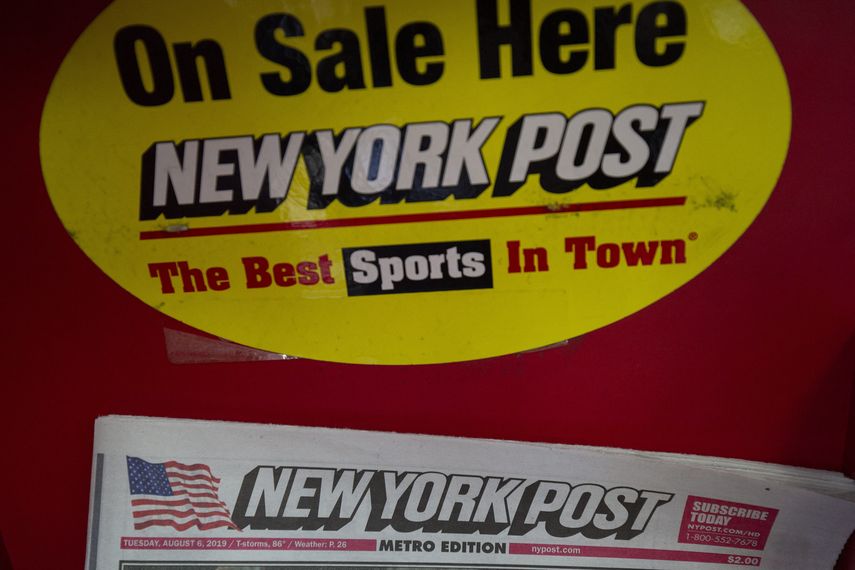 On Sale Here
NEW YORK POST
The Best Sports In Town®
NEW YORK POST
SUBSCRIBE
TODAY
NYPOST.COM/HD
1-800-552-7678
TUESDAY, AUGUST 6, 2019 / T-storms, 86° / Weather: P. 26
METRO EDITION
nypost.com
$2.00